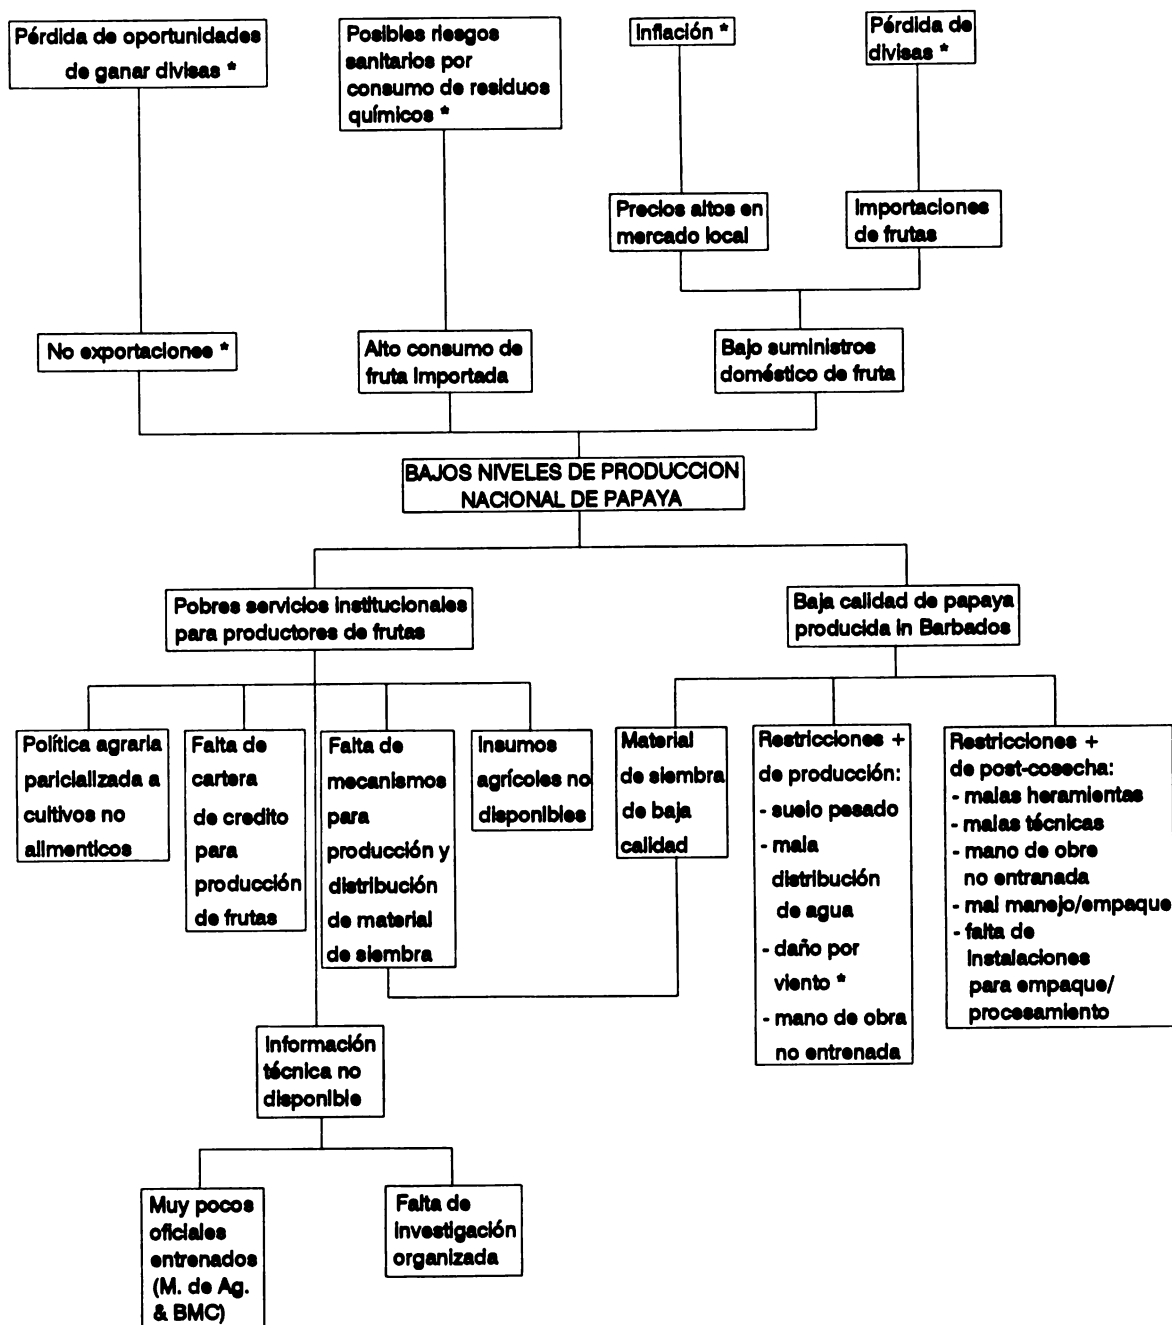 Pérdida de oportunidades
de ganar divisas *
Posibles riesgos
sanitarios por
consumo de residuos
químicos *
Inflación *
Pérdida de
divisas *
Precios altos en
mercado local
Importaciones
de frutas
No exportaciones *
Alto consumo de
fruta importada
Bajo suministros
doméstico de fruta
BAJOS NIVELES DE PRODUCCION
NACIONAL DE PAPAYA
Pobres servicios institucionales
para productores de frutas
Baja calidad de papaya
producida in Barbados
Política agraria
paricializada a
cultivos no
alimenticos
Falta de
cartera
de credito
para
producción
de frutas
Falta de
mecanismos
para
producción y
distribución
de material
de siembra
Insumos
agrícoles no
disponibles
Material
de siembra
de baja
calidad
Restricciones +
de producción:
- suelo pesado
- mala
distribución
de agua
- daño por
viento *
- mano de obra
no entrenada
Restricciones +
de post-cosecha:
- malas heramientas
- malas técnicas
- mano de obre
no entranada
- mal manejo/empaque
- falta de
instalaciones
para empaque/
procesamiento
Información
técnica no
disponible
Muy pocos
oficiales
entrenados
(M. de Ag.
& BMC)
Falta de
investigación
organizada